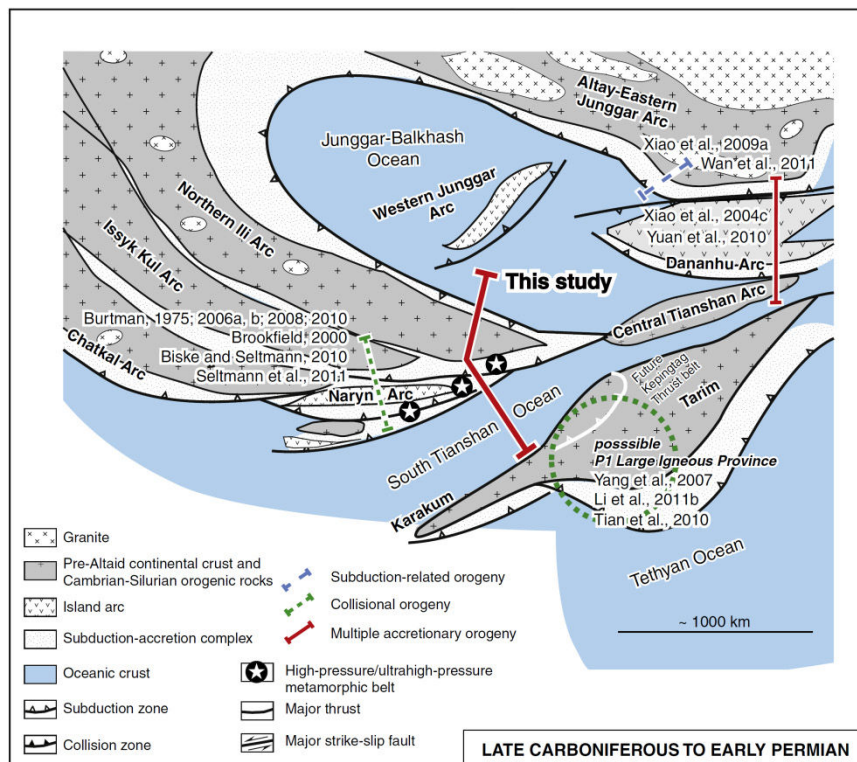 Altay-Eastern
Junggar Arc
Junggar-Balkhash
Ocean
Xiao et al., 2009a
Wan et al., 2011
Western Junggar
Arc
Northern Ili Arc
Xiao et al., 2004c
Yuan et al., 2010
Issyk Kul Arc
Dananhu-Arc
This study
Central Tianshan Arc
Burtman, 1975; 2006a, b; 2008; 2010
Brookfield, 2000
Biske and Seltmann, 2010
Seltmann et al., 2011
Chatkal Arc
Naryn Arc
Future
Kepingtag
Thrust belt
Tarim
South Tianshan Ocean
posssible
P1 Large Igneous Province
Yang et al., 2007
Li et al., 2011b
Tian et al., 2010
Karakum
Tethyan Ocean
Granite
Pre-Altaid continental crust and
Cambrian-Silurian orogenic rocks
Island arc
Subduction-accretion complex
Oceanic crust
Subduction zone
Collision zone
Subduction-related orogeny
Collisional orogeny
Multiple accretionary orogeny
High-pressure/ultrahigh-pressure
metamorphic belt
Major thrust
Major strike-slip fault
~ 1000 km
LATE CARBONIFEROUS TO EARLY PERMIAN